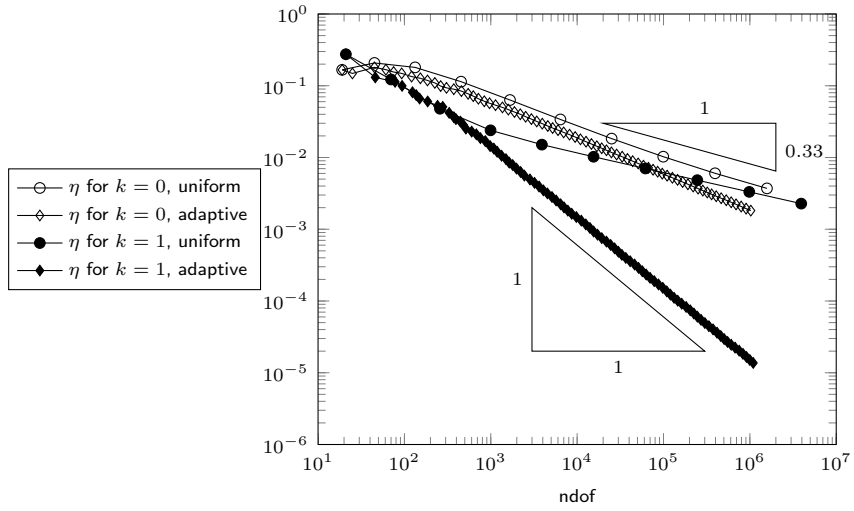 10^0
10^−1
10^−2
10^−3
10^−4
10^−5
10^−6
10^1 10^2 10^3 10^4 10^5 10^6 10^7
ndof
1
0.33
1
1
η for k = 0, uniform
η for k = 0, adaptive
η for k = 1, uniform
η for k = 1, adaptive